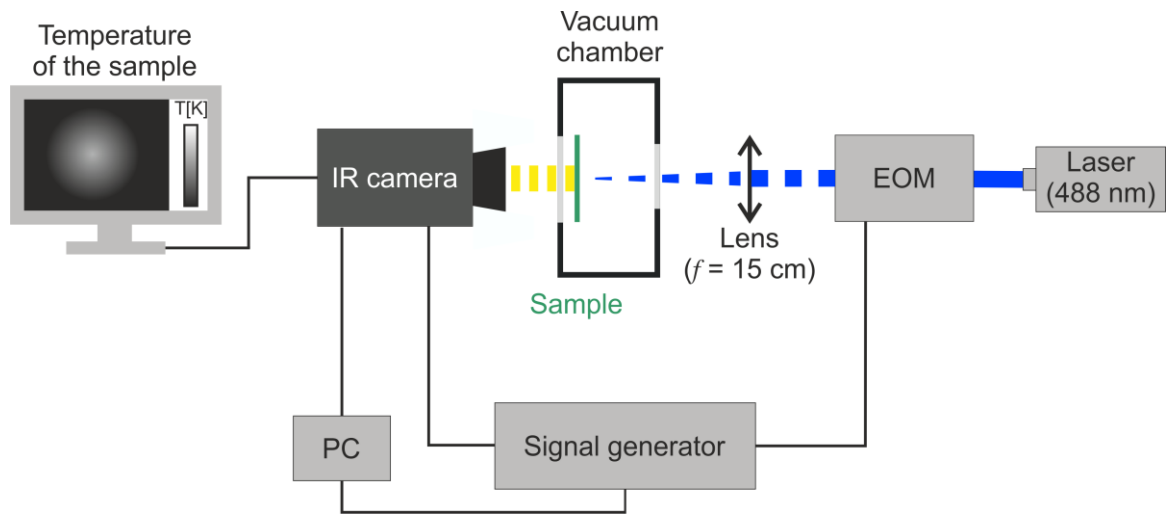 Temperature
of the sample
T[K]
IR camera
Vacuum
chamber
Sample
Lens
(f = 15 cm)
EOM
Laser
(488 nm)
PC
Signal generator